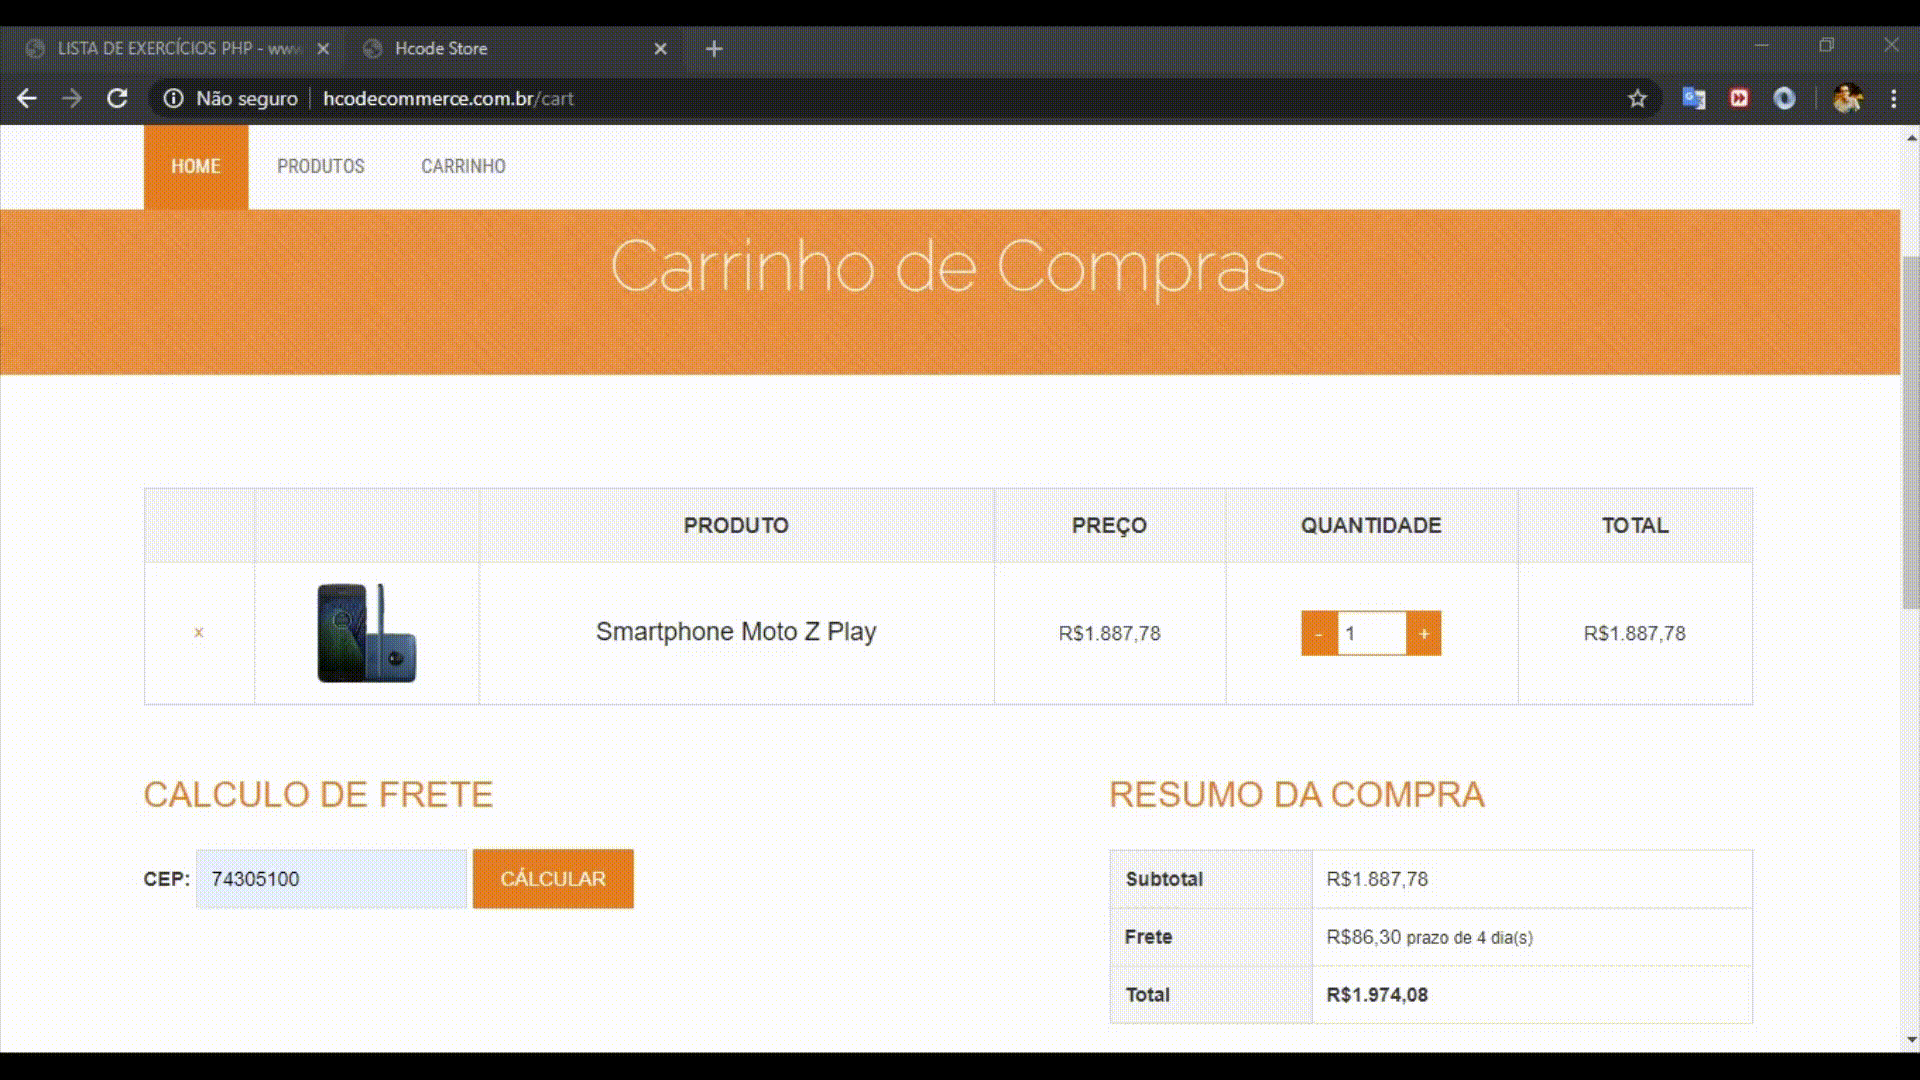 LISTA DE EXERCÍCIOS PHP - www
Hcode Store
Não seguro
hcodecommerce.com.br/cart
HOME
PRODUTOS
CARRINHO
Carrinho de Compras
PRODUTO
PREÇO
QUANTIDADE
TOTAL
×
Smartphone Moto Z Play
R$1.887,78
- 1 +
R$1.887,78
CALCULO DE FRETE
CEP: 74305100 CÁLCULAR
RESUMO DA COMPRA
Subtotal R$1.887,78
Frete R$86,30 prazo de 4 dia(s)
Total R$1.974,08